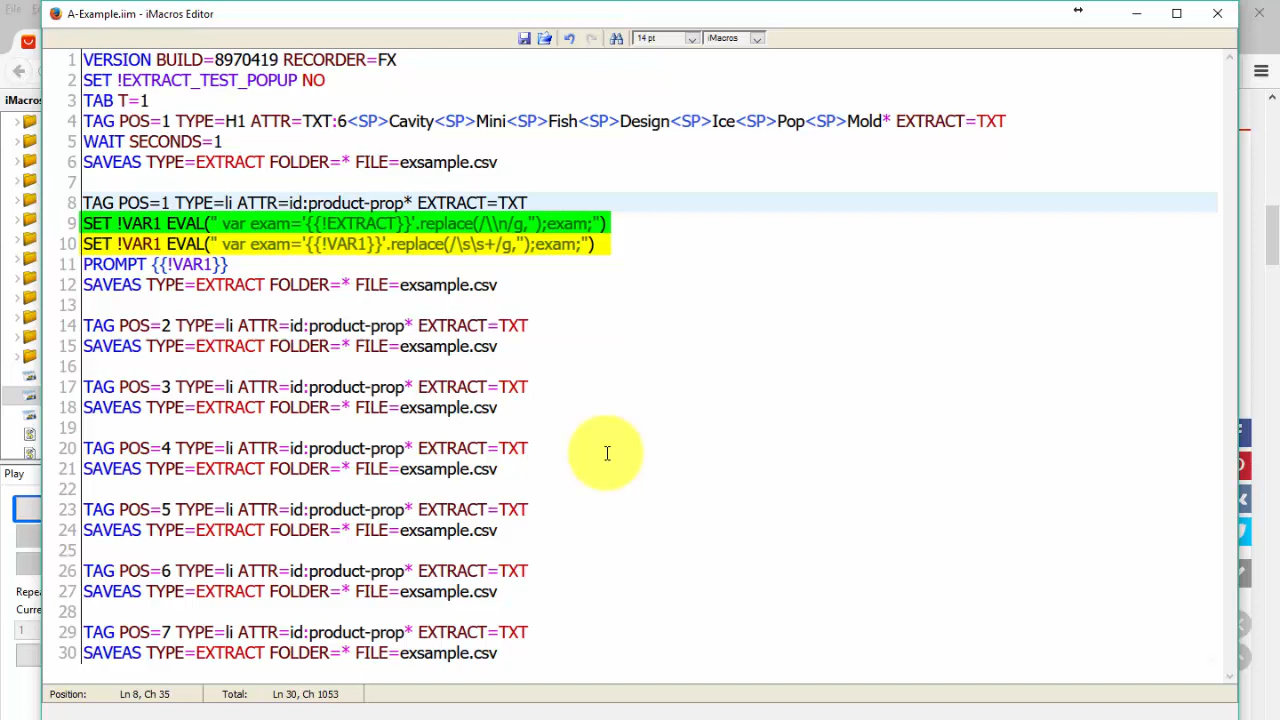 File
A-Example.iim - iMacros Editor
14 pt
iMacros
iMacros
1 VERSION BUILD=8970419 RECORDER=FX
2 SET !EXTRACT_TEST_POPUP NO
3 TAB T=1
4 TAG POS=1 TYPE=H1 ATTR=TXT:6<SP>Cavity<SP>Mini<SP>Fish<SP>Design<SP>Ice<SP>Pop<SP>Mold* EXTRACT=TXT
5 WAIT SECONDS=1
6 SAVEAS TYPE=EXTRACT FOLDER=* FILE=exsample.csv
7
8 TAG POS=1 TYPE=li ATTR=id:product-prop* EXTRACT=TXT
9 SET !VAR1 EVAL(" var exam='{{!EXTRACT}}'.replace(/\\n/g,'');exam;")
10 SET !VAR1 EVAL(" var exam='{{!VAR1}}'.replace(/\s\s+/g,'');exam;")
11 PROMPT {{!VAR1}}
12 SAVEAS TYPE=EXTRACT FOLDER=* FILE=exsample.csv
13
14 TAG POS=2 TYPE=li ATTR=id:product-prop* EXTRACT=TXT
15 SAVEAS TYPE=EXTRACT FOLDER=* FILE=exsample.csv
16
17 TAG POS=3 TYPE=li ATTR=id:product-prop* EXTRACT=TXT
18 SAVEAS TYPE=EXTRACT FOLDER=* FILE=exsample.csv
19
20 TAG POS=4 TYPE=li ATTR=id:product-prop* EXTRACT=TXT
21 SAVEAS TYPE=EXTRACT FOLDER=* FILE=exsample.csv
22
23 TAG POS=5 TYPE=li ATTR=id:product-prop* EXTRACT=TXT
24 SAVEAS TYPE=EXTRACT FOLDER=* FILE=exsample.csv
25
26 TAG POS=6 TYPE=li ATTR=id:product-prop* EXTRACT=TXT
27 SAVEAS TYPE=EXTRACT FOLDER=* FILE=exsample.csv
28
29 TAG POS=7 TYPE=li ATTR=id:product-prop* EXTRACT=TXT
30 SAVEAS TYPE=EXTRACT FOLDER=* FILE=exsample.csv
Play
Repe
Curre
1
Position: Ln 8, Ch 35 Total: Ln 30, Ch 1053